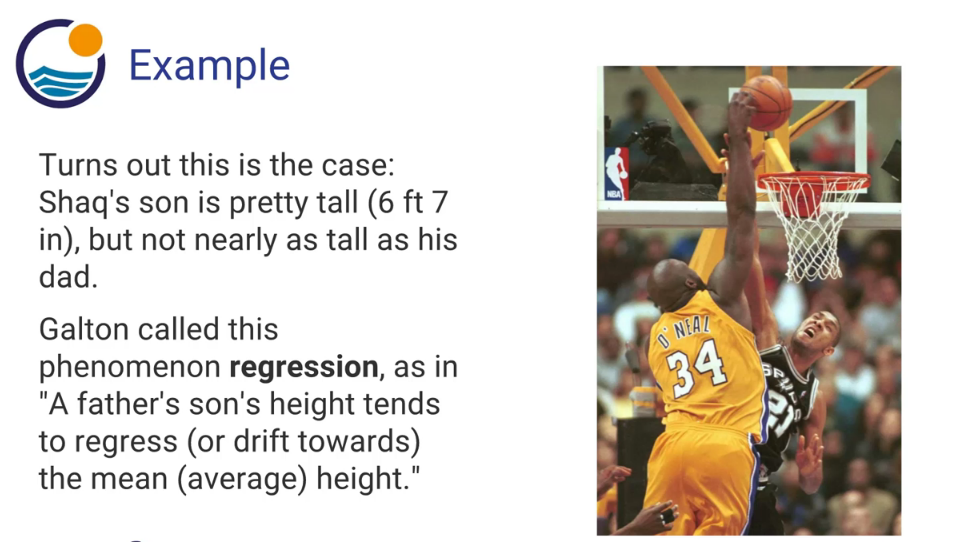 Example
Turns out this is the case:
Shaq's son is pretty tall (6 ft 7
in), but not nearly as tall as his
dad.
Galton called this
phenomenon regression, as in
"A father's son's height tends
to regress (or drift towards)
the mean (average) height."
NBA
O'NEAL
34
SPURS
21